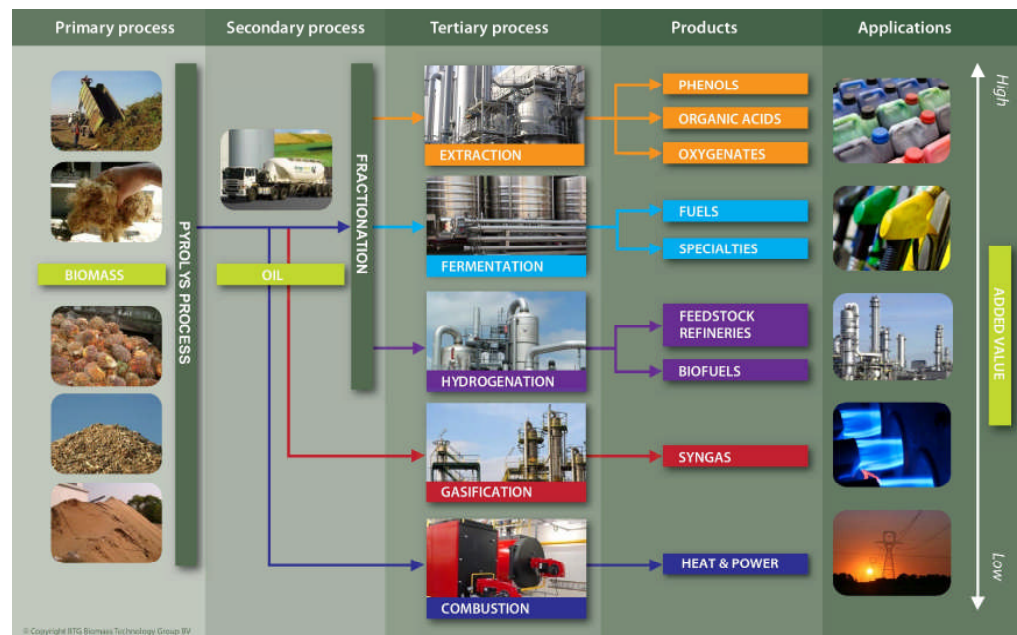 Primary process
Secondary process
Tertiary process
Products
Applications
BIOMASS
PYROLYS PROCESS
OIL
FRACTIONATION
EXTRACTION
FERMENTATION
HYDROGENATION
GASIFICATION
COMBUSTION
PHENOLS
ORGANIC ACIDS
OXYGENATES
FUELS
SPECIALTIES
FEEDSTOCK
REFINERIES
BIOFUELS
SYNGAS
HEAT & POWER
High
ADDED VALUE
Low
© Copyright BTG Biomass Technology Group BV